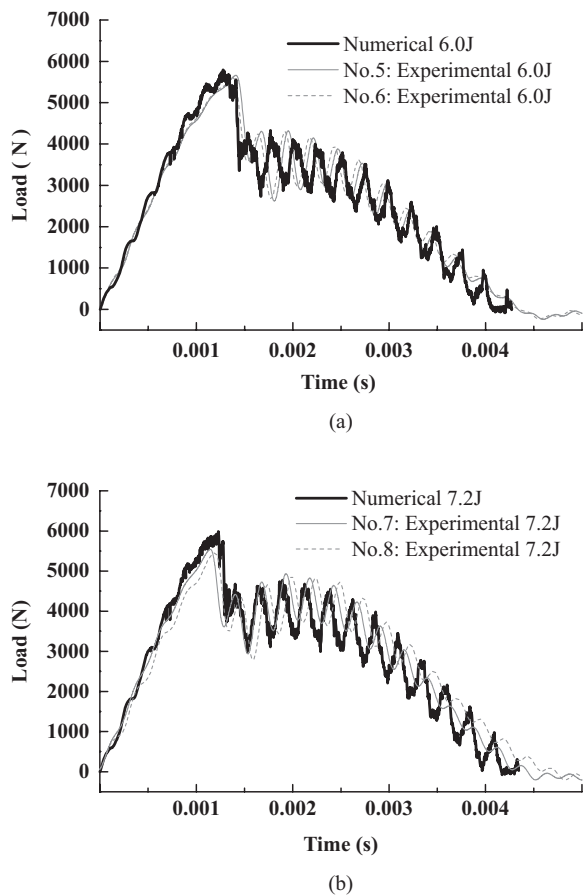 7000
6000
5000
4000
3000
2000
1000
0
Load ( N )
Numerical 6.0J
No.5: Experimental 6.0J
No.6: Experimental 6.0J
0.001 0.002 0.003 0.004
Time (s)
(a)
7000
6000
5000
4000
3000
2000
1000
0
Load (N)
Numerical 7.2J
No.7: Experimental 7.2J
No.8: Experimental 7.2J
0.001 0.002 0.003 0.004
Time (s)
(b)